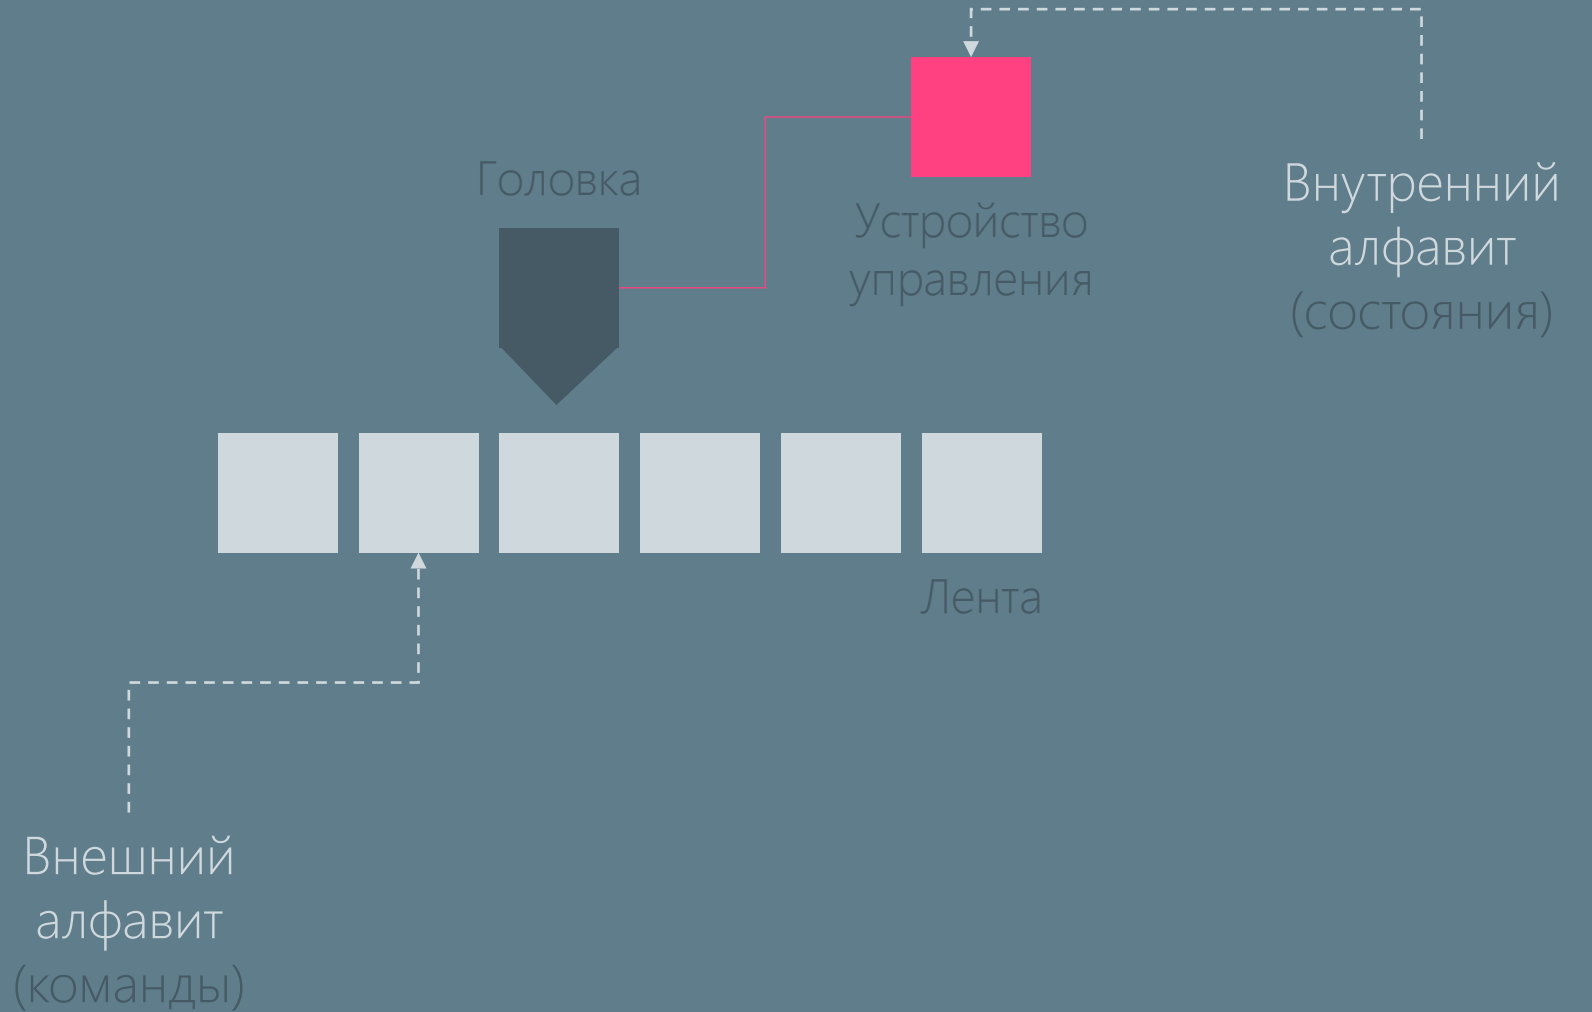 Головка
Устройство
управления
Внутренний
алфавит
(состояния)
Лента
Внешний
алфавит
(команды)